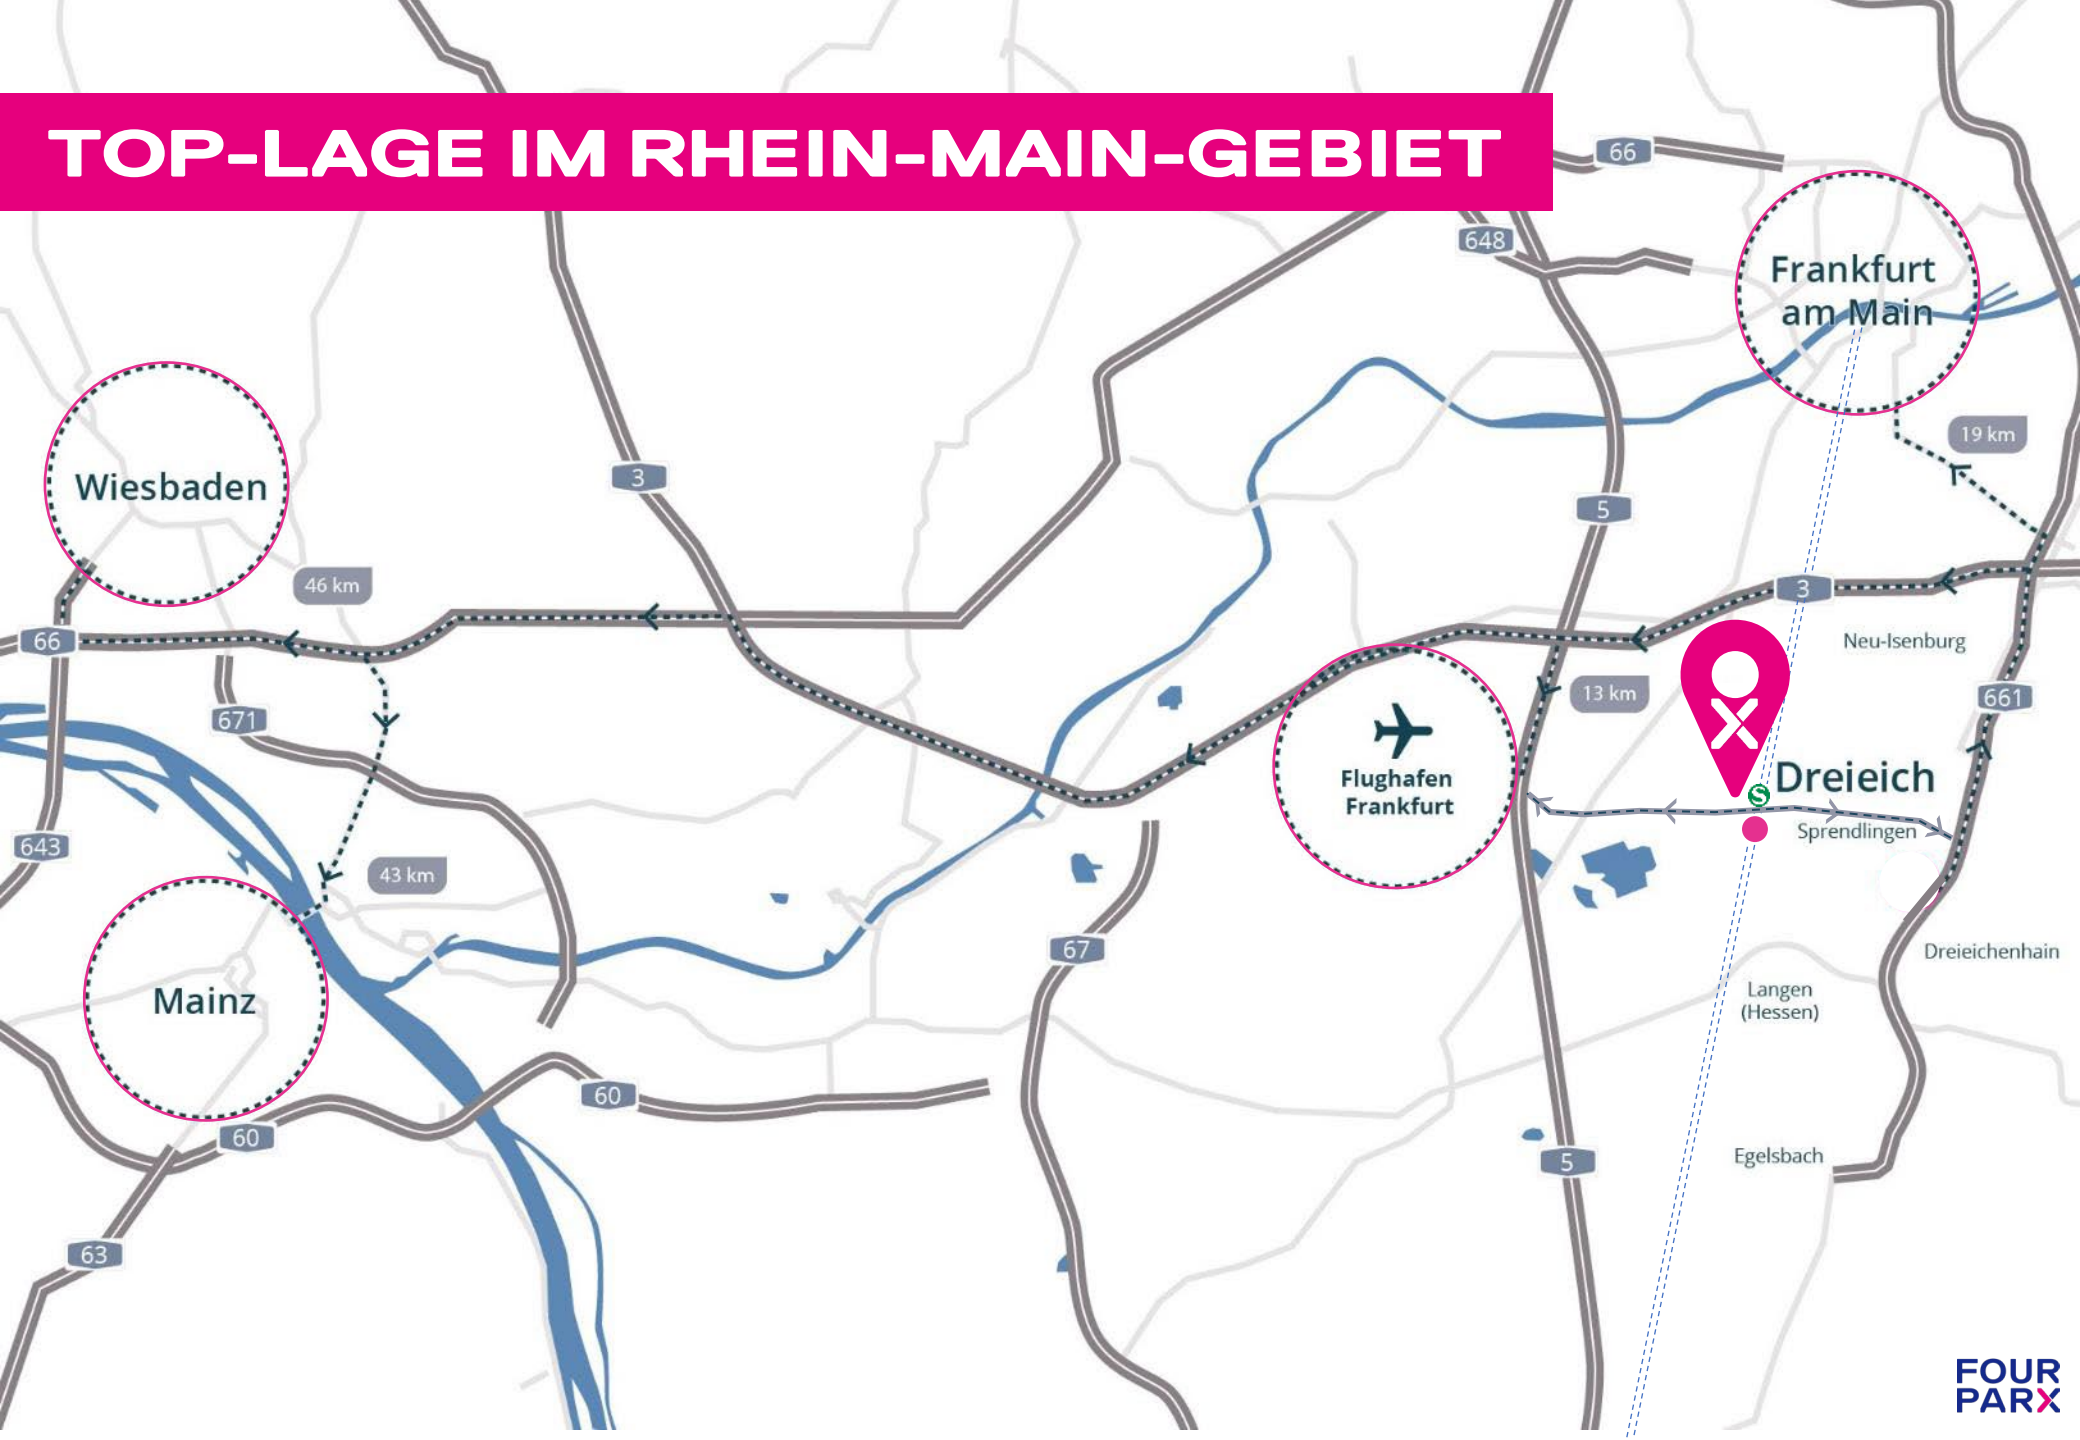 TOP-LAGE IM RHEIN-MAIN-GEBIET
66
648
Frankfurt
am Main
19 km
Wiesbaden
3
5
46 km
3
66
Neu-Isenburg
13 km
661
671
Flughafen
Frankfurt
S
Dreieich
Sprendlingen
643
43 km
67
Dreieichenhain
Mainz
Langen
(Hessen)
60
60
Egelsbach
5
63
FOUR
PARX